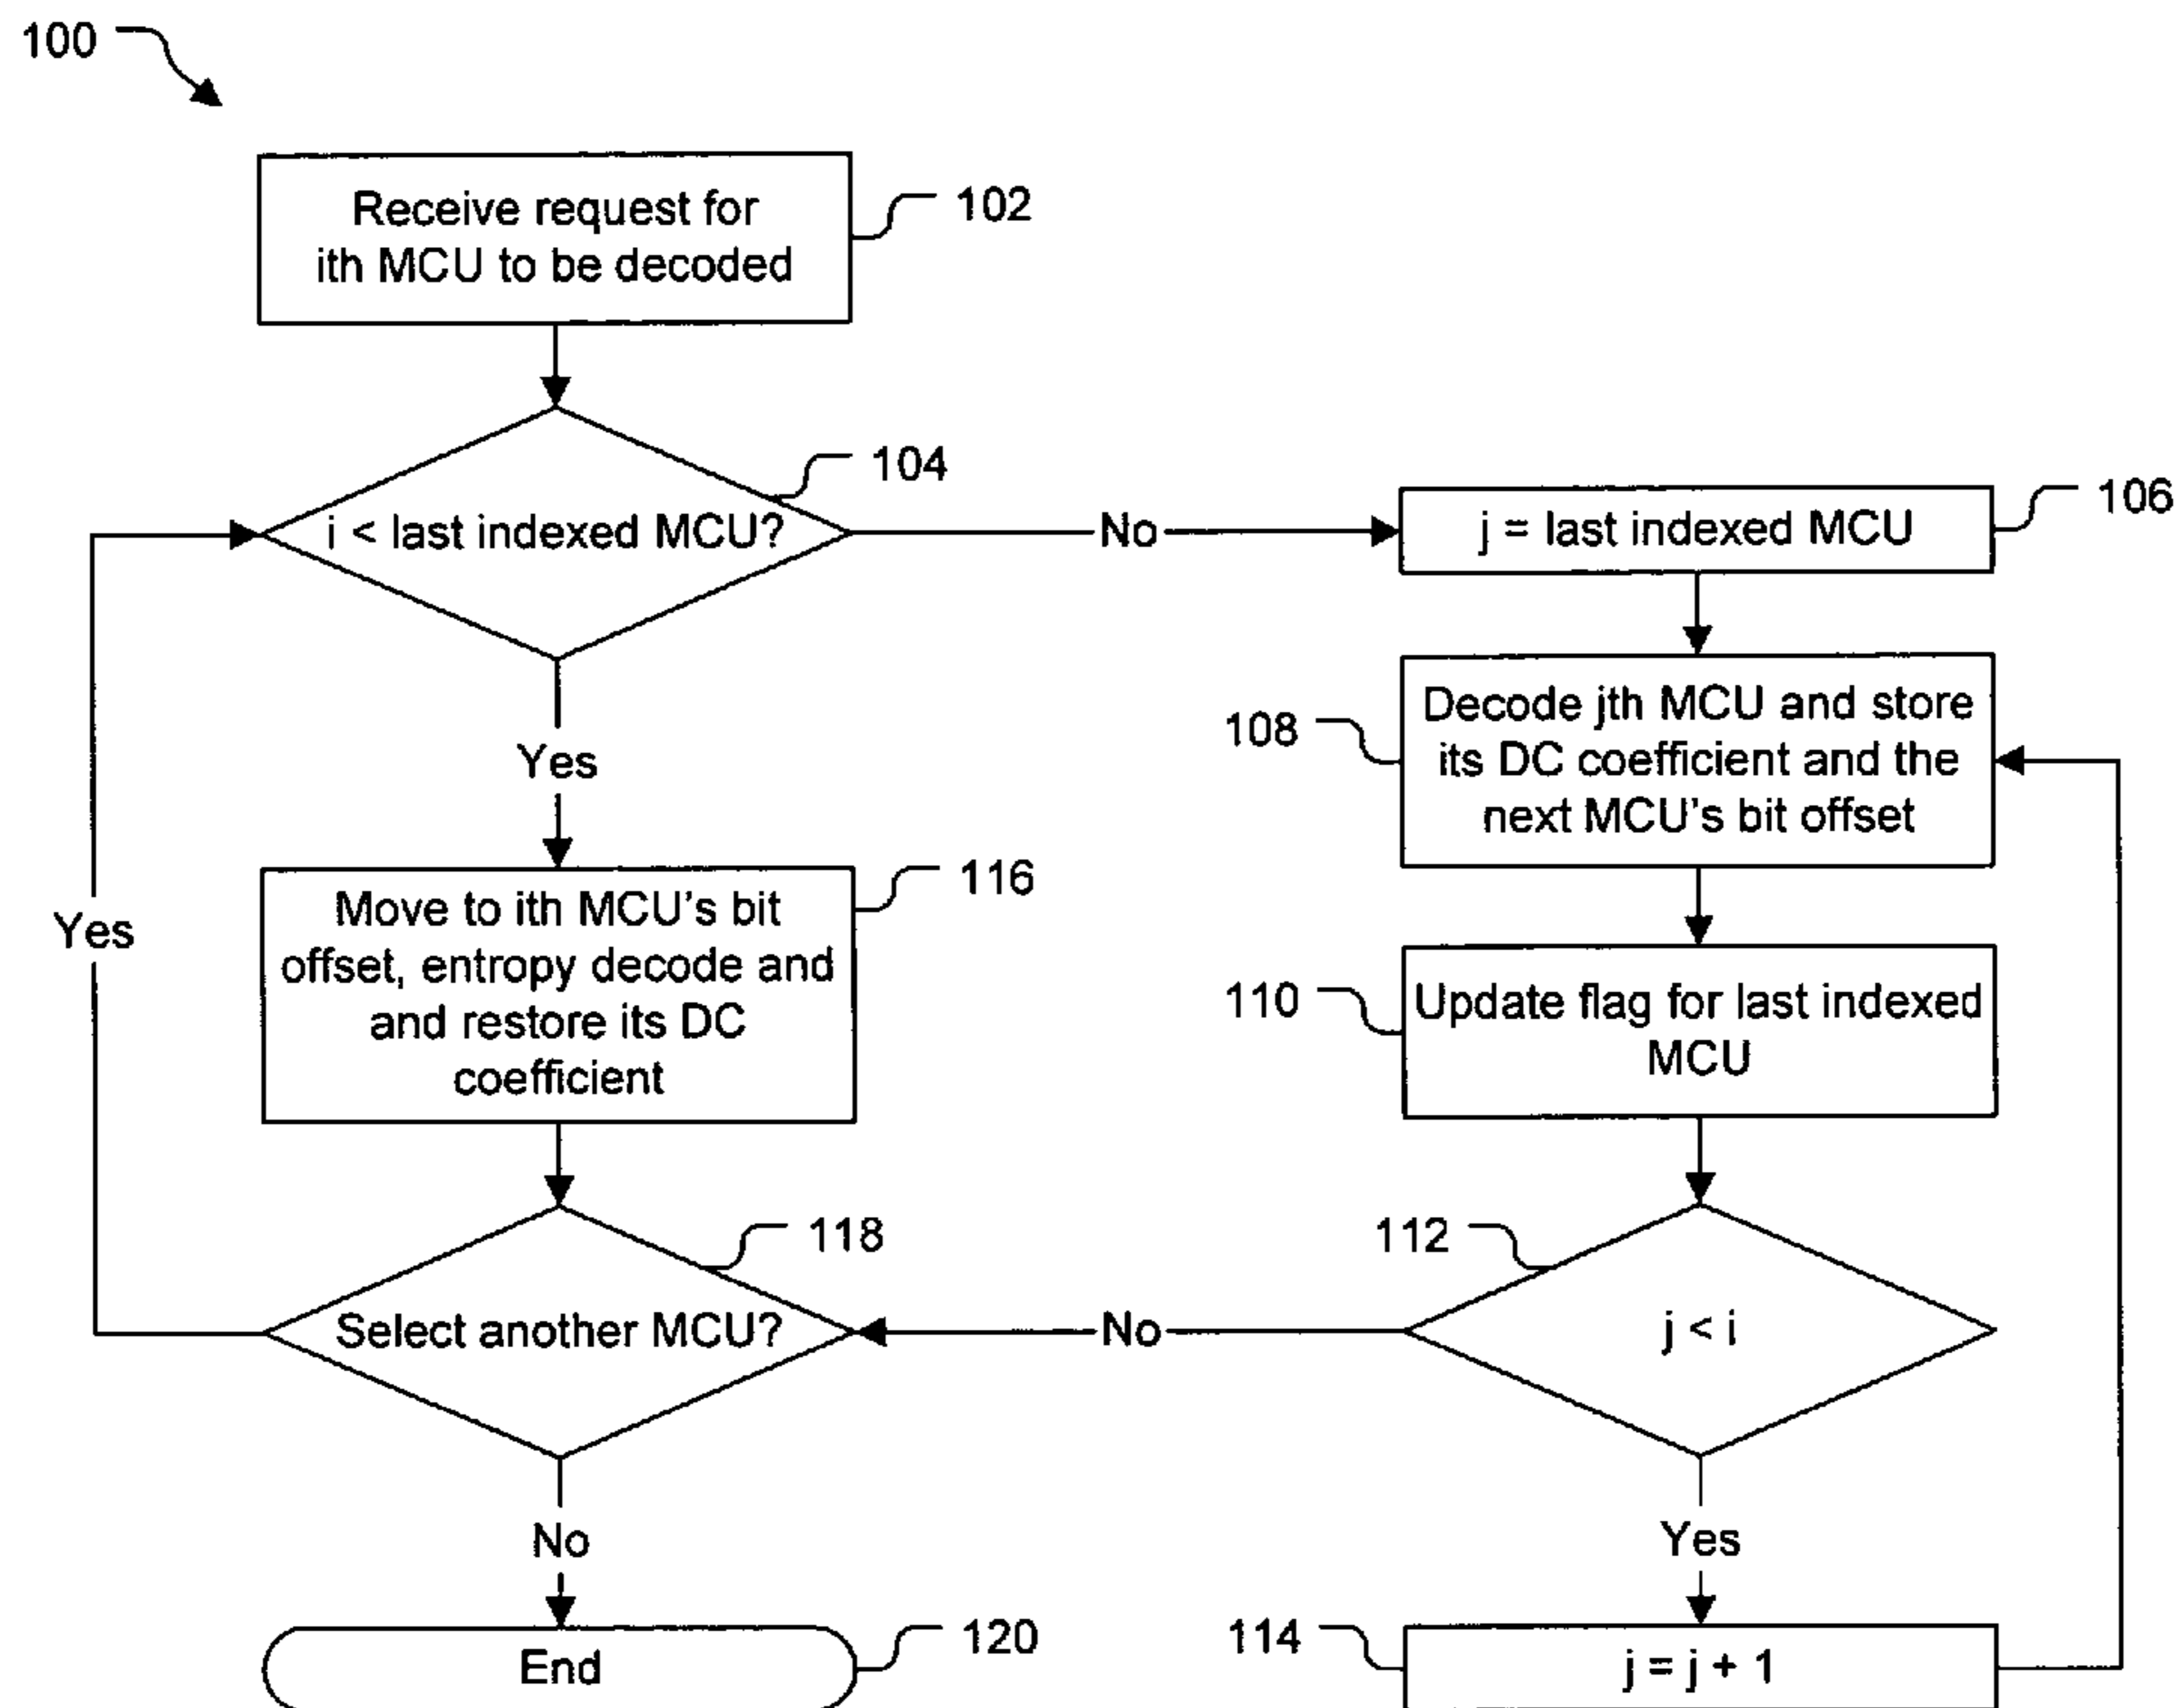 100
Receive request for
ith MCU to be decoded
102
i < last indexed MCU?
104
No
j = last indexed MCU
106
Yes
Decode jth MCU and store
its DC coefficient and the
next MCU's bit offset
108
Yes
Move to ith MCU's bit
offset, entropy decode and
and restore its DC
coefficient
116
Update flag for last indexed
MCU
110
Select another MCU?
118
No
j < i
112
No
Yes
End
120
j = j + 1
114